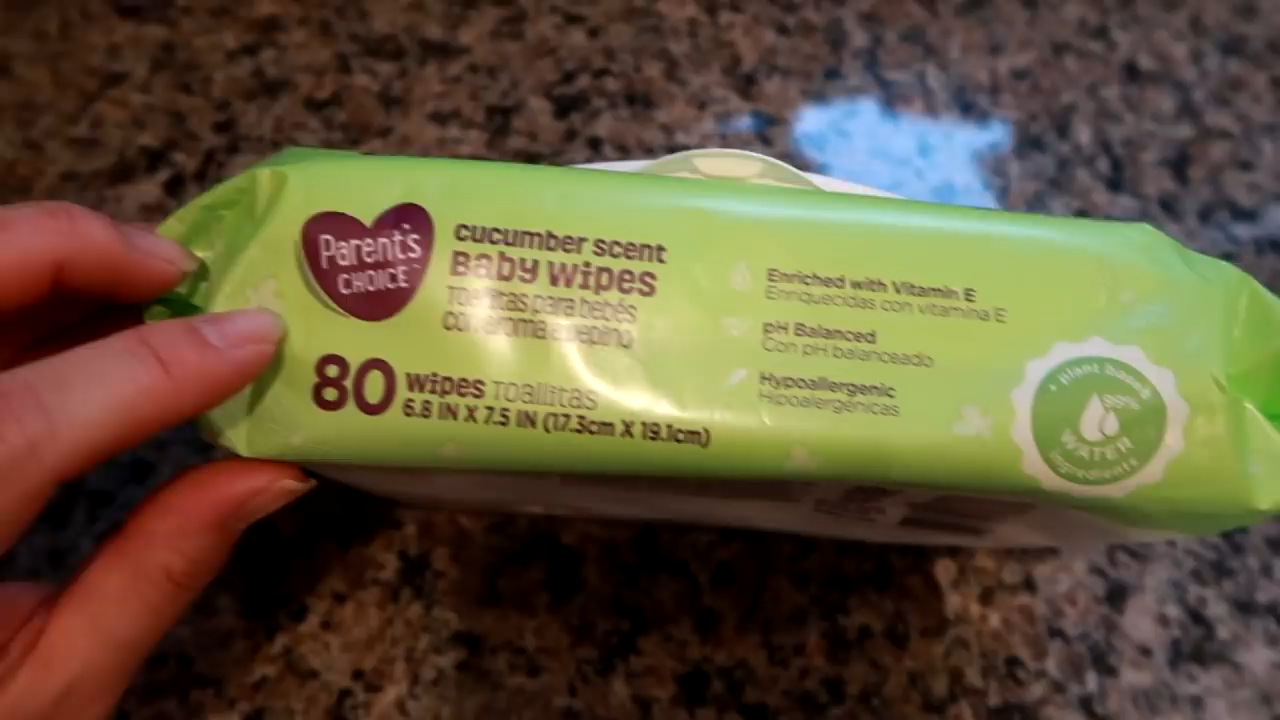 Parent's
CHOICE™
cucumber scent
Baby wipes
Toallitas para bebés
con aroma a pepino
80 wipes Toallitas
6.8 IN X 7.5 IN (17.3cm X 19.1cm)
Enriched with Vitamin E
Enriquecidas con vitamina E
pH Balanced
Con pH balanceado
Hypoallergenic
Hipoalergénicas
+ plant based
99%
WATER
ingredients